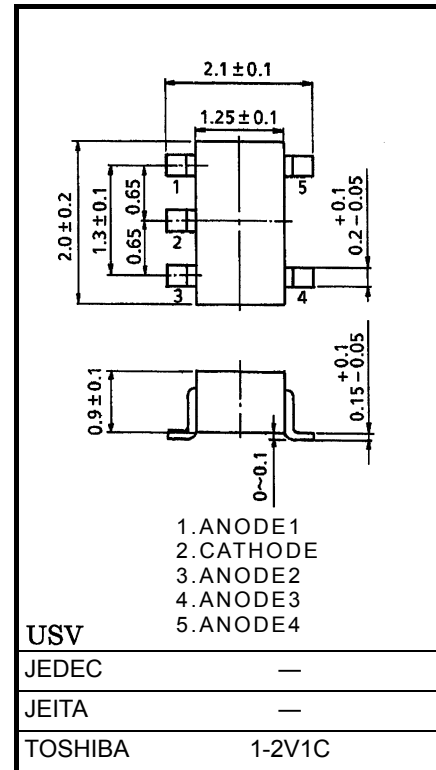 2.1±0.1
1.25±0.1
2.0±0.2
1.3±0.1
0.65
0.65
1
2
3
5
4
+0.1
0.2-0.05
0.9±0.1
0~0.1
+0.1
0.15-0.05
1.ANODE1
2.CATHODE
3.ANODE2
4.ANODE3
5.ANODE4
USV
JEDEC —
JEITA —
TOSHIBA 1-2V1C